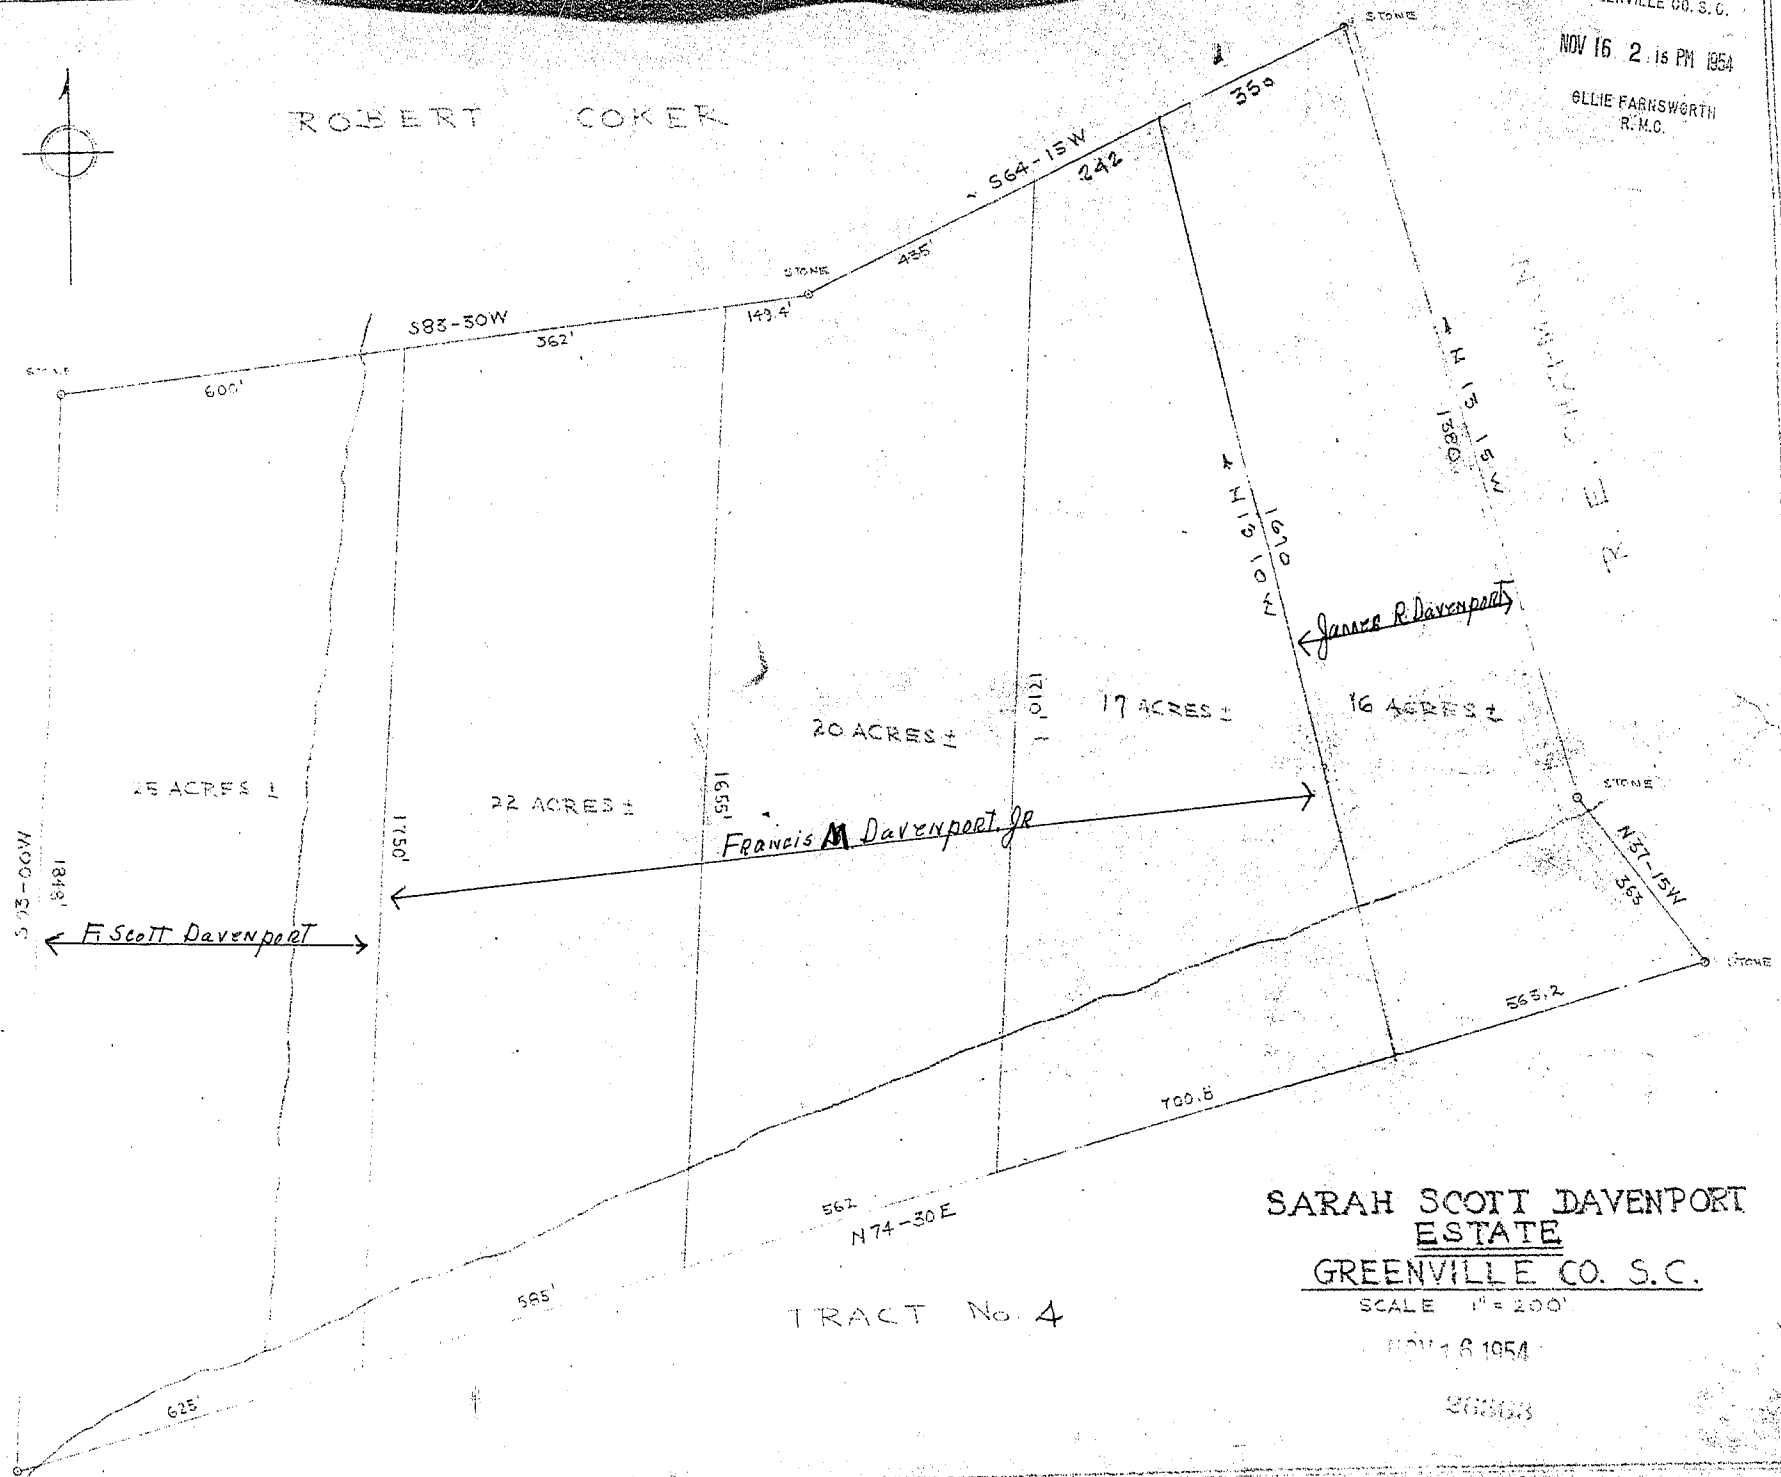 CO. S. C.
NOV 16 2 15 PM 1954
OLLIE FARNSWORTH
R. M. C.
STONE
ROBERT COKER
350
S64-15W
242
435'
STONE
149.4'
S83-30W
362'
600'
N 13 15 W
1380
1670
N 13 10 W
James R. Davenport
1210'
17 ACRES ±
16 ACRES ±
20 ACRES ±
25 ACRES ±
22 ACRES ±
1655'
1750'
Francis M Davenport. JR
STONE
N37-15W
363
S 03-00W
1848'
F. Scott Davenport
STONE
563.2
700.8
562
N74-30E
585'
625'
TRACT No. 4
SARAH SCOTT DAVENPORT
ESTATE
GREENVILLE CO. S.C.
SCALE 1" = 200'
NOV 16 1954